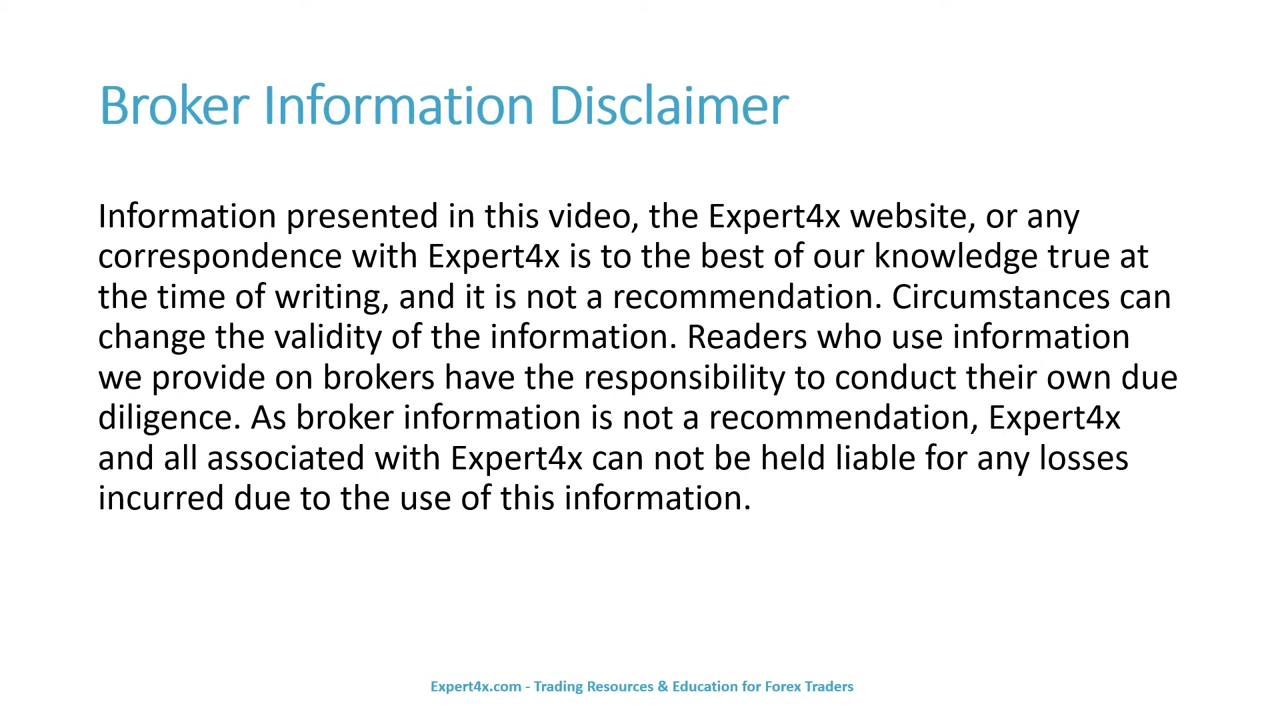 Broker Information Disclaimer
Information presented in this video, the Expert4x website, or any
correspondence with Expert4x is to the best of our knowledge true at
the time of writing, and it is not a recommendation. Circumstances can
change the validity of the information. Readers who use information
we provide on brokers have the responsibility to conduct their own due
diligence. As broker information is not a recommendation, Expert4x
and all associated with Expert4x can not be held liable for any losses
incurred due to the use of this information.
Expert4x.com - Trading Resources & Education for Forex Traders